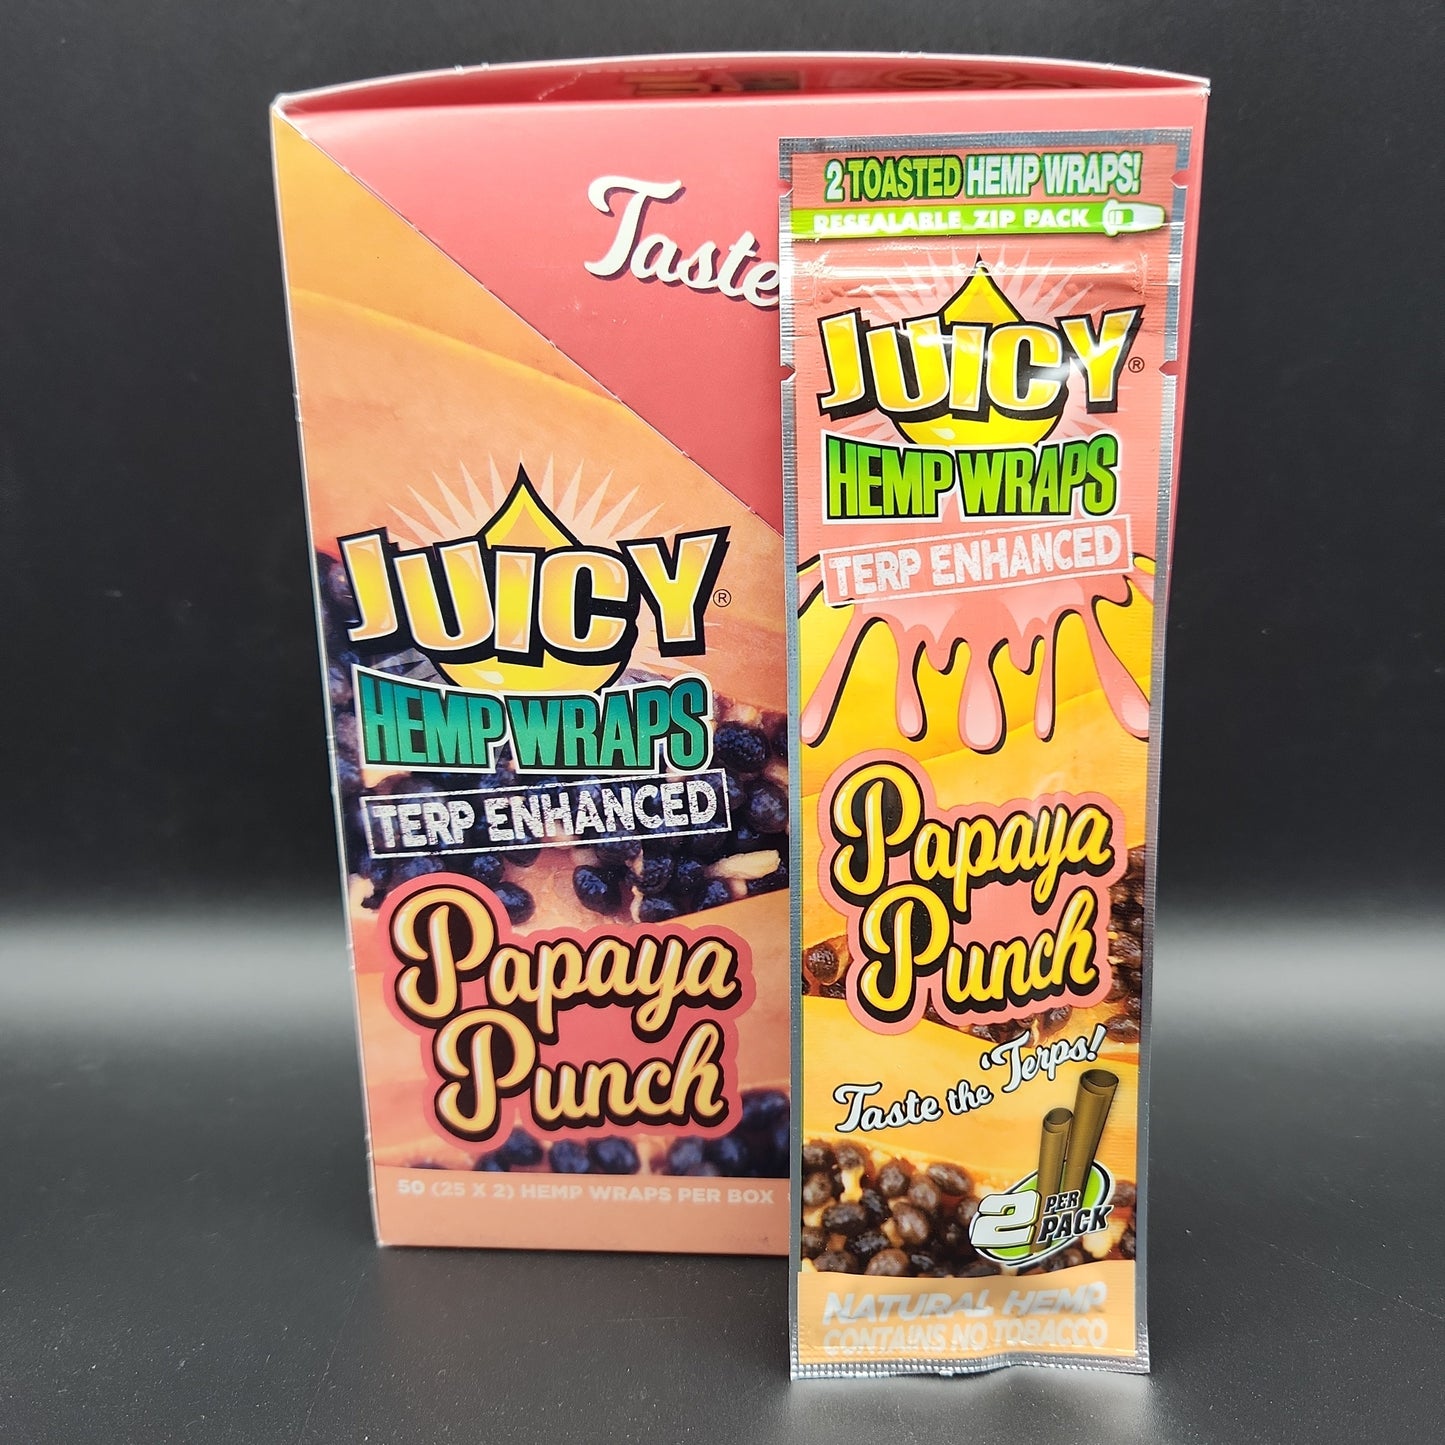 Taste
JUICY®
HEMP WRAPS
TERP ENHANCED
Papaya
Punch
50 (25 X 2) HEMP WRAPS PER BOX
2 TOASTED HEMP WRAPS!
RESEALABLE ZIP PACK
JUICY®
HEMP WRAPS
TERP ENHANCED
Papaya
Punch
Taste the 'Terps!
2 PER
PACK
NATURAL HEMP
CONTAINS NO TOBACCO